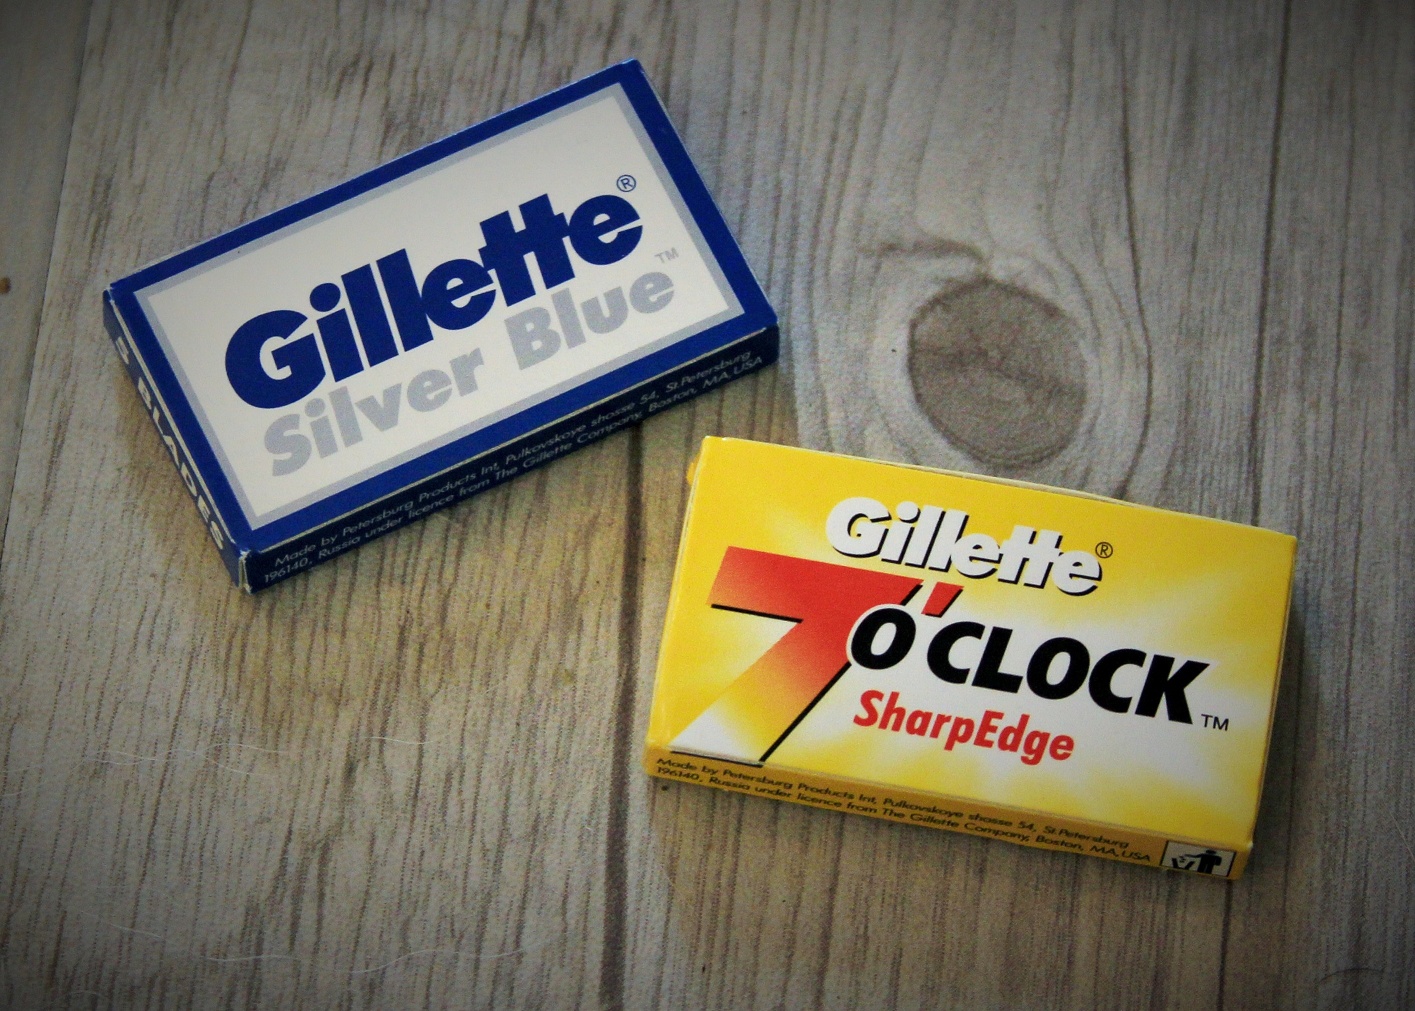 Gillette®
Silver Blue™
5 BLADES
Made by Petersburg Products Int, Pulkovskoye shosse 54, St.Petersburg
196140, Russia under licence from The Gillette Company, Boston, MA, USA
Gillette®
7 O'CLOCK™
SharpEdge
Made by Petersburg Products Int, Pulkovskoye shosse 54, St.Petersburg
196140, Russia under licence from The Gillette Company, Boston, MA, USA